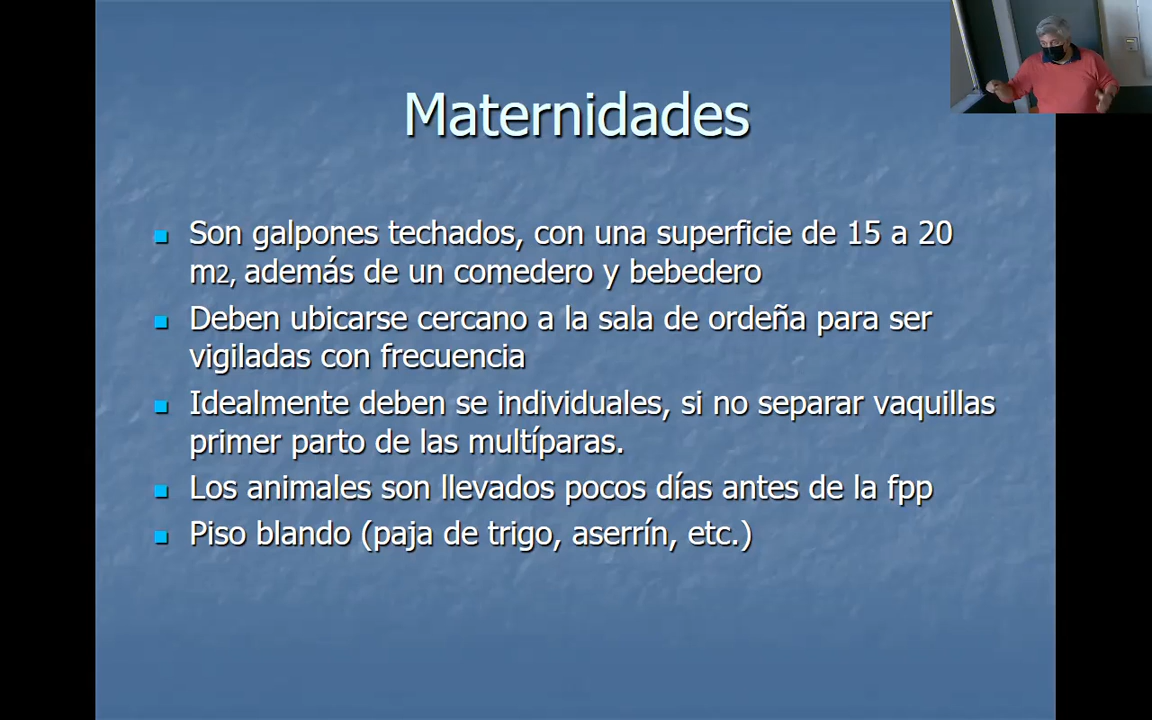 Maternidades
Son galpones techados, con una superficie de 15 a 20
m2, además de un comedero y bebedero
Deben ubicarse cercano a la sala de ordeña para ser
vigiladas con frecuencia
Idealmente deben se individuales, si no separar vaquillas
primer parto de las multíparas.
Los animales son llevados pocos días antes de la fpp
Piso blando (paja de trigo, aserrín, etc.)